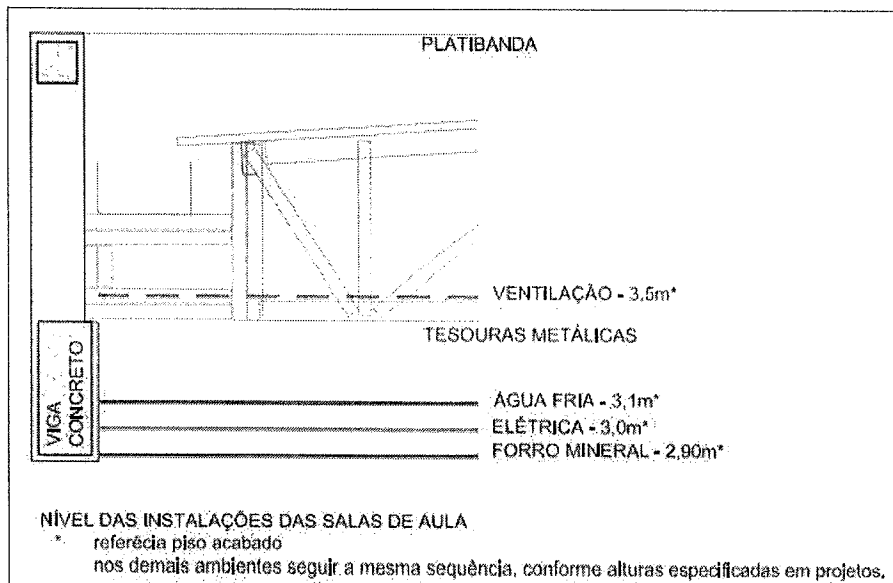 PLATIBANDA
VENTILAÇÃO - 3,5m*
TESOURAS METÁLICAS
VIGA
CONCRETO
ÁGUA FRIA - 3,1m*
ELÉTRICA - 3,0m*
FORRO MINERAL - 2,90m*
NÍVEL DAS INSTALAÇÕES DAS SALAS DE AULA
* referêcia piso acabado
nos demais ambientes seguir a mesma sequência, conforme alturas especificadas em projetos.